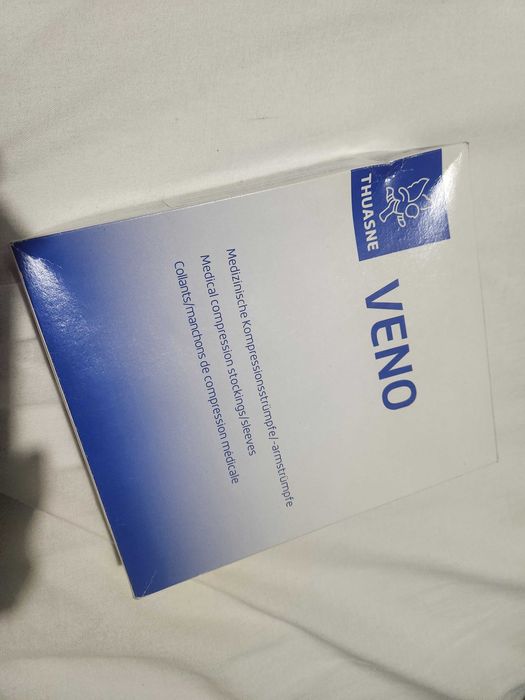 THUASNE
VENO
Medizinische Kompressionsstrümpfe/-armstrümpfe
Medical compression stockings/sleeves
Collants/manchons de compression médicale